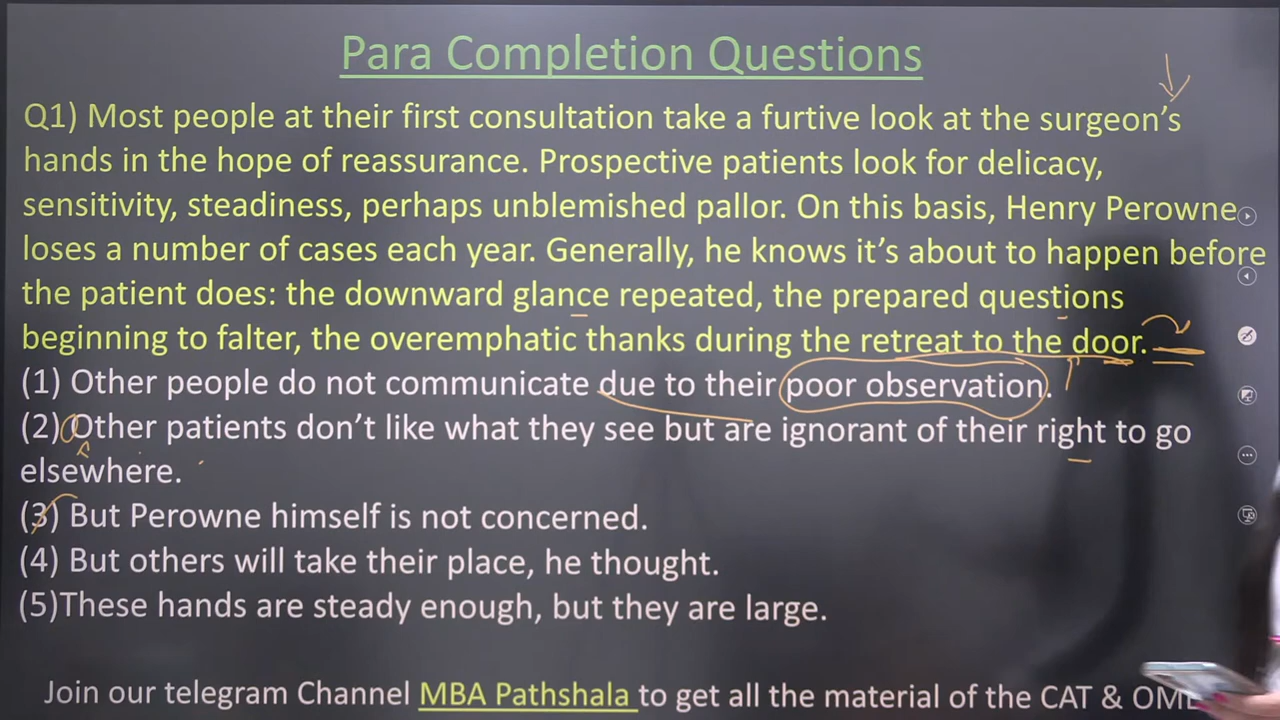 Para Completion Questions
Q1) Most people at their first consultation take a furtive look at the surgeon's
hands in the hope of reassurance. Prospective patients look for delicacy,
sensitivity, steadiness, perhaps unblemished pallor. On this basis, Henry Perowne
loses a number of cases each year. Generally, he knows it's about to happen before
the patient does: the downward glance repeated, the prepared questions
beginning to falter, the overemphatic thanks during the retreat to the door.
(1) Other people do not communicate due to their poor observation.
(2) Other patients don't like what they see but are ignorant of their right to go
elsewhere.
(3) But Perowne himself is not concerned.
(4) But others will take their place, he thought.
(5)These hands are steady enough, but they are large.
Join our telegram Channel MBA Pathshala to get all the material of the CAT &